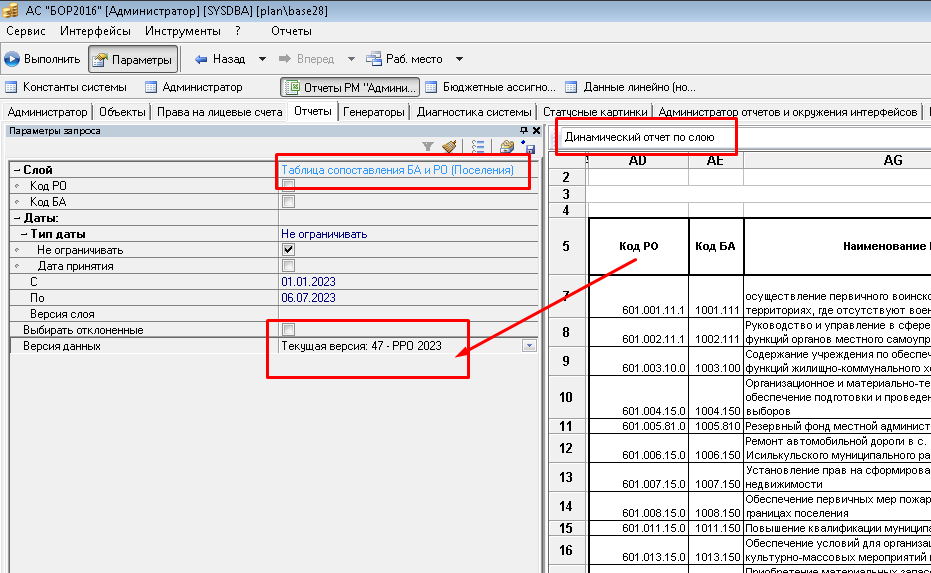 АС "БОР2016" [Администратор] [SYSDBA] [plan\base28]
Сервис Интерфейсы Инструменты ? Отчеты
Выполнить Параметры Назад Вперед Раб. место
Константы системы Администратор Отчеты РМ "Админи... Бюджетные ассигно... Данные линейно (но...
Администратор Объекты Права на лицевые счета Отчеты Генераторы Диагностика системы Статусные картинки Администратор отчетов и окружения интерфейсов
Параметры запроса
Динамический отчет по слою
Слой Таблица сопоставления БА и РО (Поселения)
Код РО
Код БА
Даты:
Тип даты Не ограничивать
Не ограничивать
Дата принятия
С 01.01.2023
По 06.07.2023
Версия слоя
Выбирать отклоненные
Версия данных Текущая версия: 47 - РРО 2023
AD AE AG
2
3
4
5 Код РО Код БА Наименование
7 601.001.11.1 1001.111 осуществление первичного воинско
территориях, где отсутствуют воен
8 601.002.11.1 1002.111 Руководство и управление в сфере
функций органов местного самоупр
9 601.003.10.0 1003.100 Содержание учреждения по обеспеч
функций жилищно-коммунального хо
10 601.004.15.0 1004.150 Организационное и материально-те
обеспечение подготовки и проведен
выборов
11 601.005.81.0 1005.810 Резервный фонд местной админист
12 601.006.15.0 1006.150 Ремонт автомобильной дороги в с.
Исилькульского муниципального ра
13 601.007.15.0 1007.150 Установление прав на сформирова
недвижимости
14 601.008.15.0 1008.150 Обеспечение первичных мер пожар
границах поселения
15 601.011.15.0 1011.150 Повышение квалификации муницип
16 601.013.15.0 1013.150 Обеспечение условий для организац
культурно-массовых мероприятий
Приобретение материальных запас